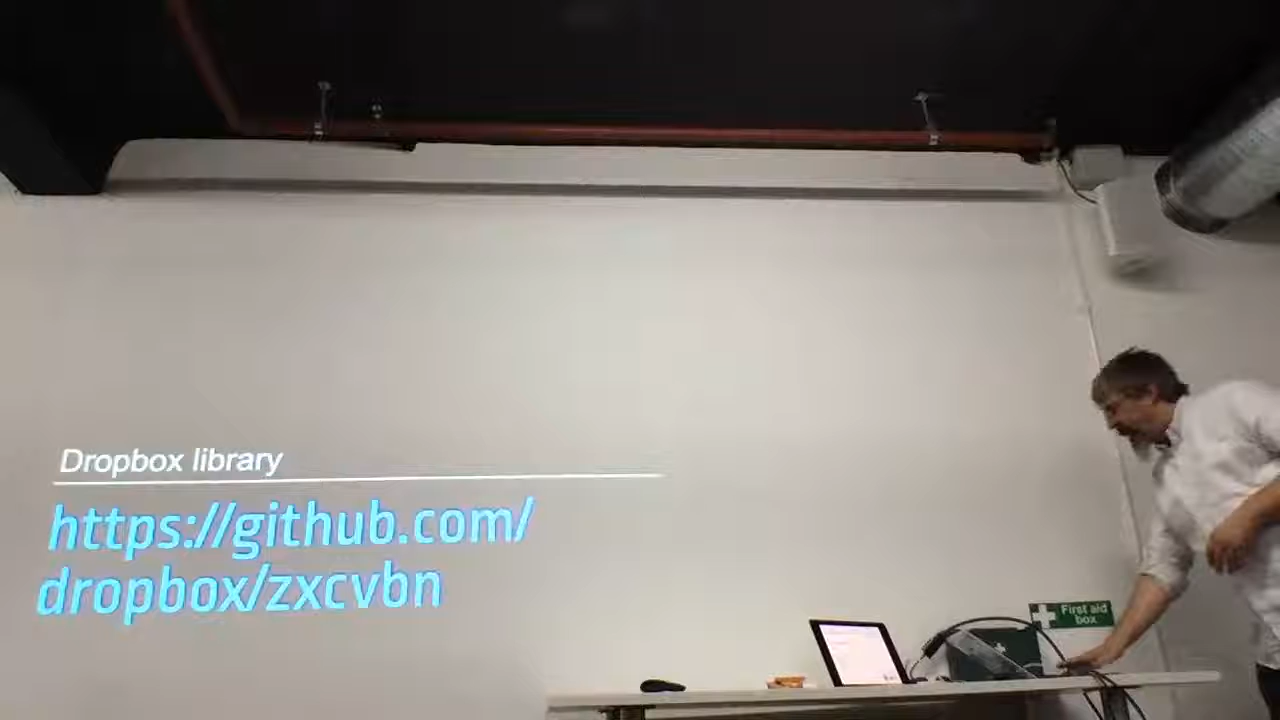 Dropbox library
https://github.com/
dropbox/zxcvbn
First aid
box